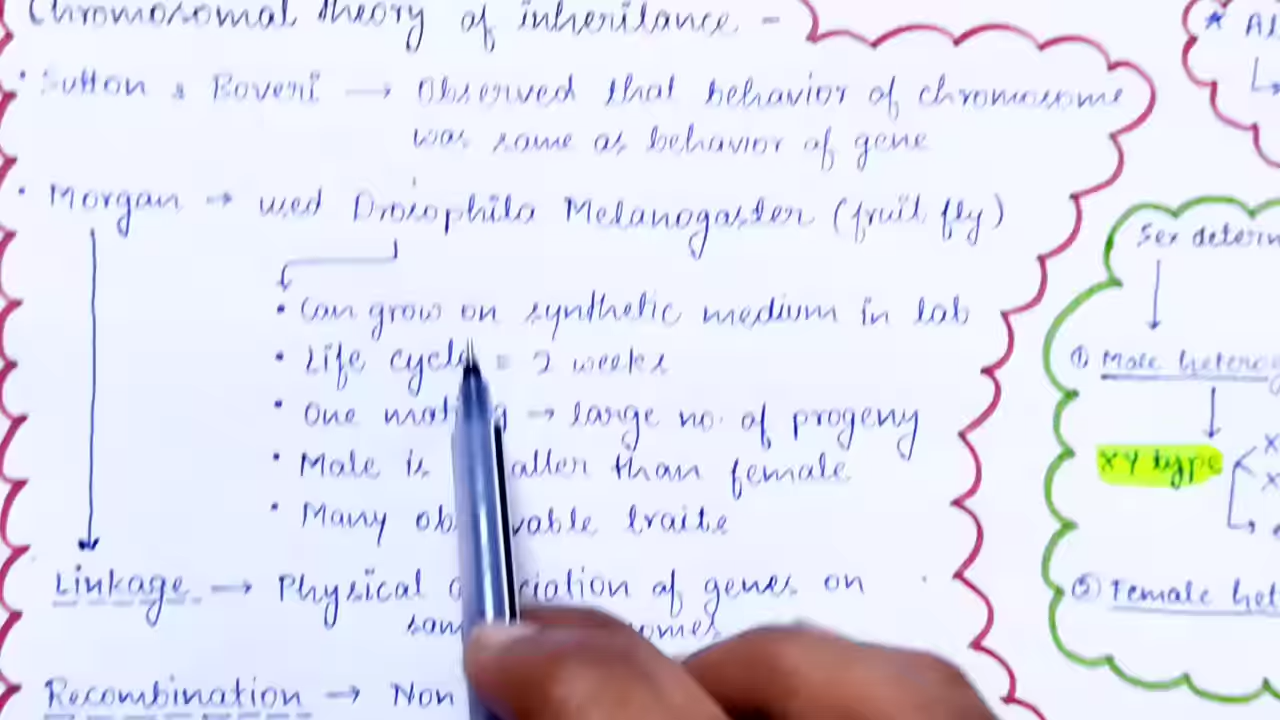 Chromosomal theory of inheritance -
• Sutton & Boveri → Observed that behavior of chromosome
was same as behavior of gene
• Morgan → used Drosophila Melanogaster (fruit fly)
• Can grow on synthetic medium in lab
• Life cycle = 2 weeks
• One mating → large no. of progeny
• Male is smaller than female
• Many observable traits
Linkage → Physical association of genes on
Recombination → Non
Sex determin
① Male heterog
XY type
② Female het